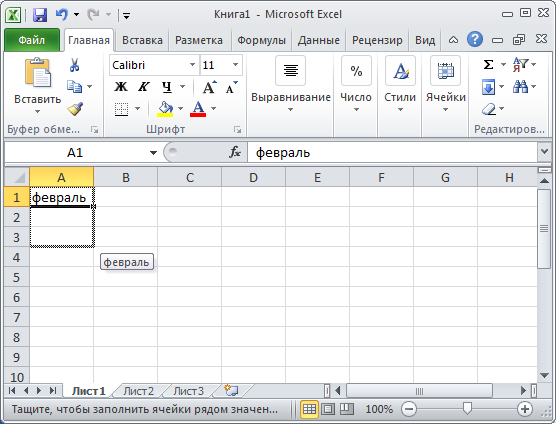 Книга1 - Microsoft Excel
Файл Главная Вставка Разметка Формулы Данные Рецензир Вид
Calibri 11
Вставить Ж К Ч А А А Выравнивание Число Стили Ячейки Σ
Буфер обме... Шрифт Редактиров...
A1 fx февраль
A B C D E F G H
1 февраль
2
3
4 февраль
5
6
7
8
9
10
Лист1 Лист2 Лист3
Тащите, чтобы заполнить ячейки рядом значен... 100%